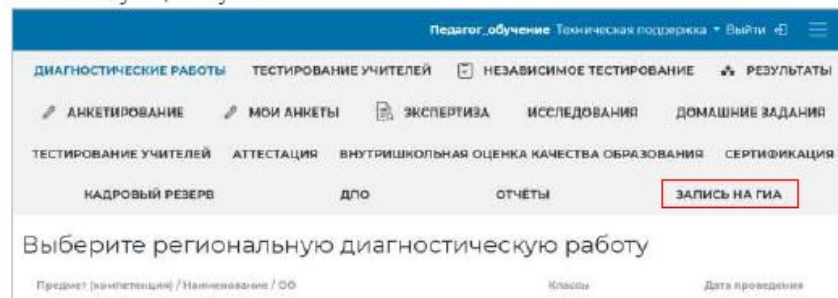 Педагог_обучение Техническая поддержка Выйти
ДИАГНОСТИЧЕСКИЕ РАБОТЫ ТЕСТИРОВАНИЕ УЧИТЕЛЕЙ НЕЗАВИСИМОЕ ТЕСТИРОВАНИЕ РЕЗУЛЬТАТЫ
АНКЕТИРОВАНИЕ МОИ АНКЕТЫ ЭКСПЕРТИЗА ИССЛЕДОВАНИЯ ДОМАШНИЕ ЗАДАНИЯ
ТЕСТИРОВАНИЕ УЧИТЕЛЕЙ АТТЕСТАЦИЯ ВНУТРИШКОЛЬНАЯ ОЦЕНКА КАЧЕСТВА ОБРАЗОВАНИЯ СЕРТИФИКАЦИЯ
КАДРОВЫЙ РЕЗЕРВ ДПО ОТЧЁТЫ ЗАПИСЬ НА ГИА
Выберите региональную диагностическую работу
Предмет (компетенция) / Наименование / ОО Классы Дата проведения